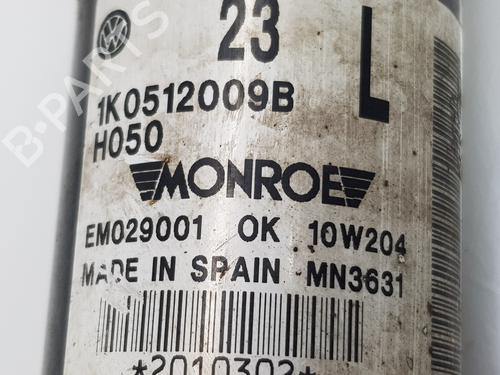 23
1K0512009B
L
H050
MONROE
EM029001 OK 10W204
MADE IN SPAIN MN3631
*2010302*
B-PARTS